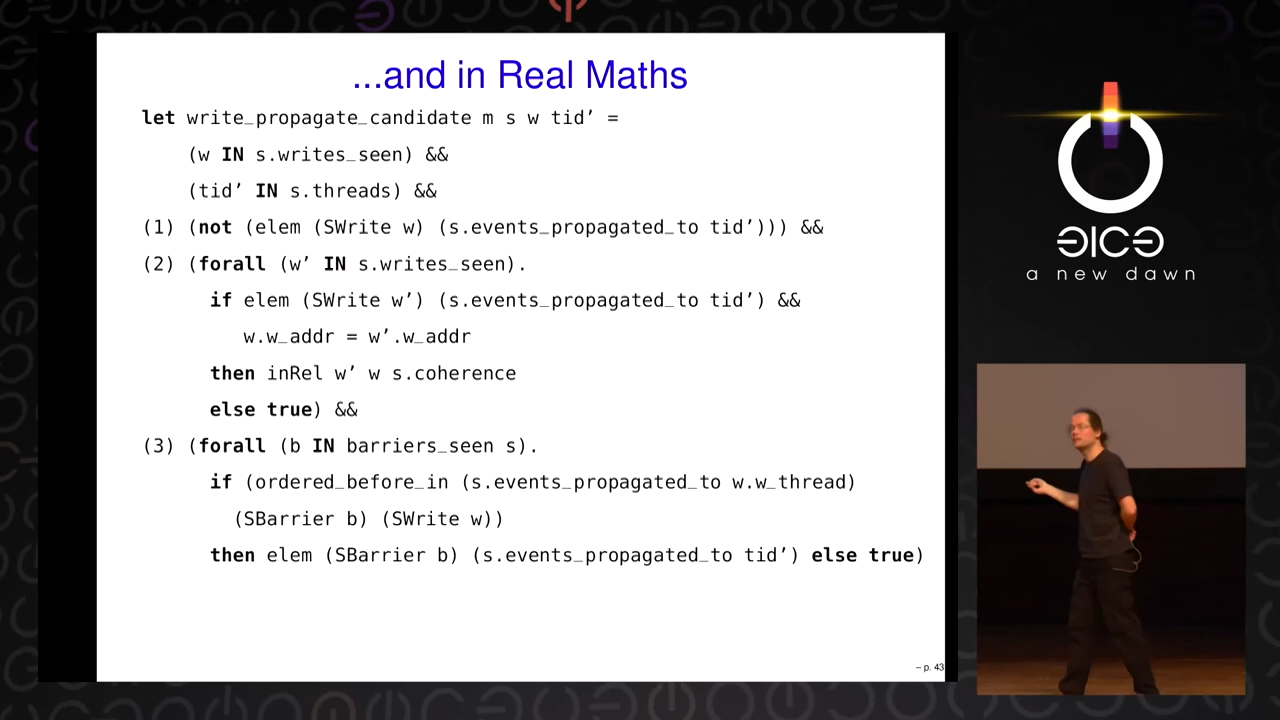 ...and in Real Maths
let write_propagate_candidate m s w tid’ =
(w IN s.writes_seen) &&
(tid’ IN s.threads) &&
(1) (not (elem (SWrite w) (s.events_propagated_to tid’))) &&
(2) (forall (w’ IN s.writes_seen).
if elem (SWrite w’) (s.events_propagated_to tid’) &&
w.w_addr = w’.w_addr
then inRel w’ w s.coherence
else true) &&
(3) (forall (b IN barriers_seen s).
if (ordered_before_in (s.events_propagated_to w.w_thread)
(SBarrier b) (SWrite w))
then elem (SBarrier b) (s.events_propagated_to tid’) else true)
– p. 43
a new dawn